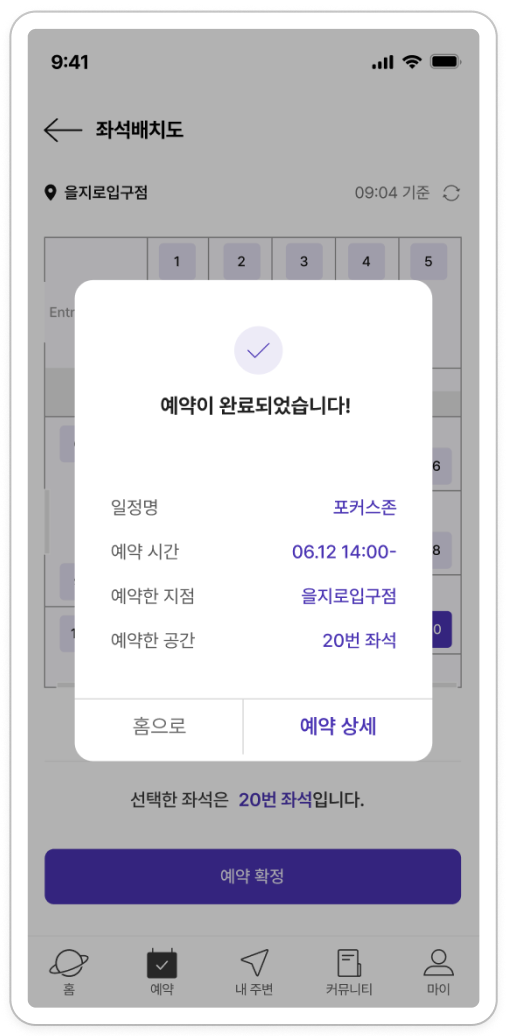 9:41
좌석배치도
을지로입구점 09:04 기준
1 2 3 4 5
Entr
예약이 완료되었습니다!
6
일정명 포커스존
예약 시간 06.12 14:00-
8
예약한 지점 을지로입구점
예약한 공간 20번 좌석
홈으로 예약 상세
선택한 좌석은 20번 좌석입니다.
예약 확정
홈 예약 내 주변 커뮤니티 마이